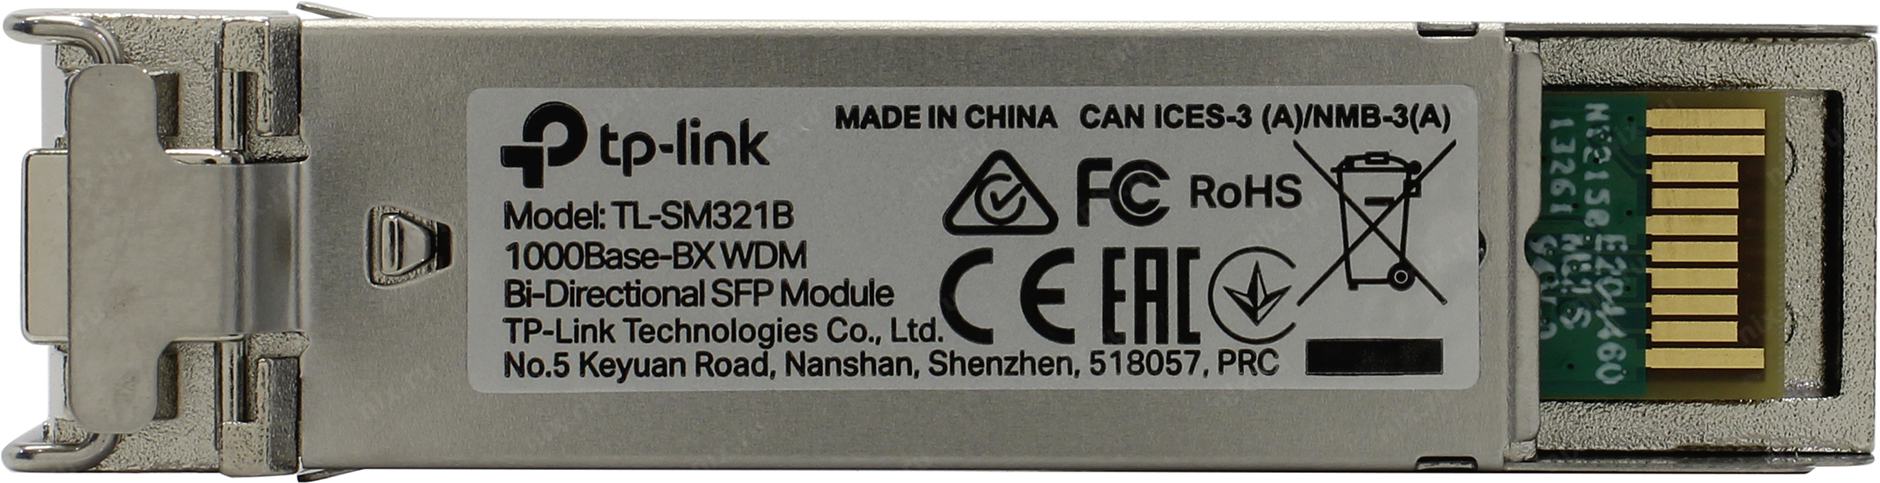 tp-link
MADE IN CHINA CAN ICES-3 (A)/NMB-3(A)
Model: TL-SM321B
1000Base-BX WDM
Bi-Directional SFP Module
TP-Link Technologies Co., Ltd.
No.5 Keyuan Road, Nanshan, Shenzhen, 518057, PRC
FC RoHS
CE EAC
E204460